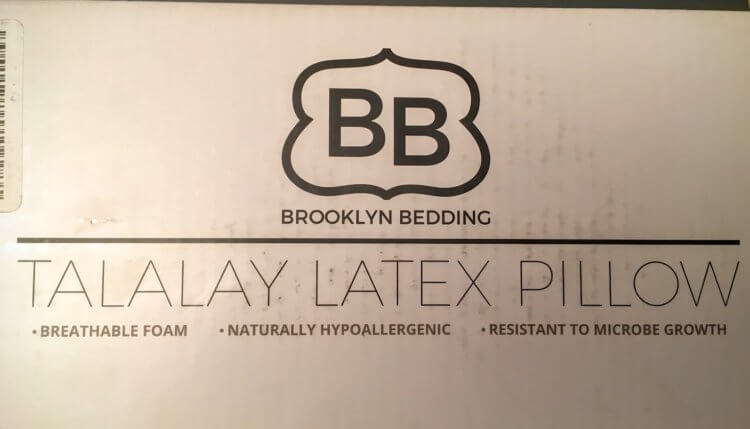 BB
BROOKLYN BEDDING
TALALAY LATEX PILLOW
• BREATHABLE FOAM • NATURALLY HYPOALLERGENIC • RESISTANT TO MICROBE GROWTH